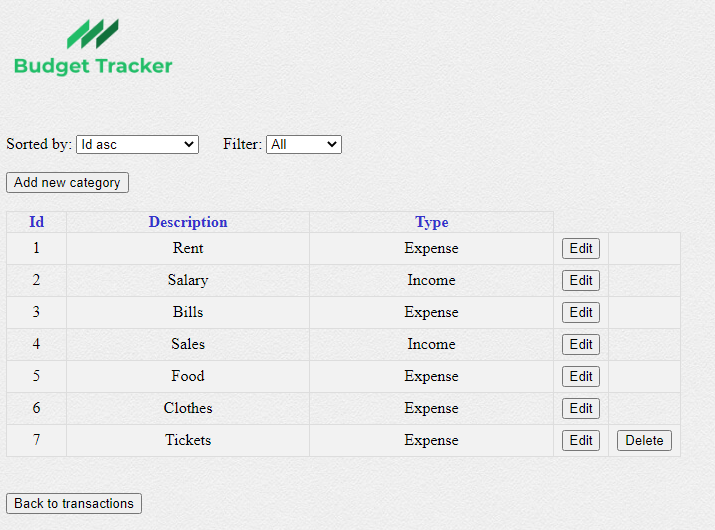 Budget Tracker
Sorted by: Id asc Filter: All
Add new category
Id Description Type
1 Rent Expense Edit
2 Salary Income Edit
3 Bills Expense Edit
4 Sales Income Edit
5 Food Expense Edit
6 Clothes Expense Edit
7 Tickets Expense Edit Delete
Back to transactions